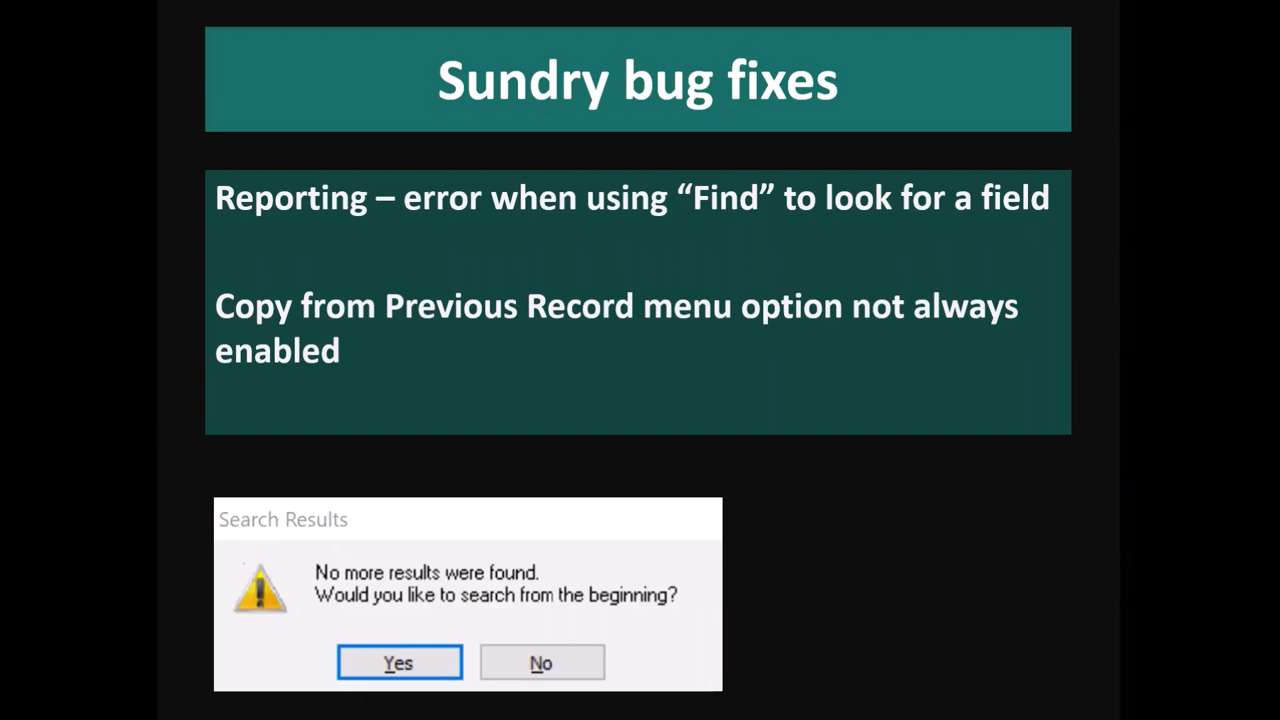 Sundry bug fixes
Reporting – error when using “Find” to look for a field
Copy from Previous Record menu option not always
enabled
Search Results
No more results were found.
Would you like to search from the beginning?
Yes
No